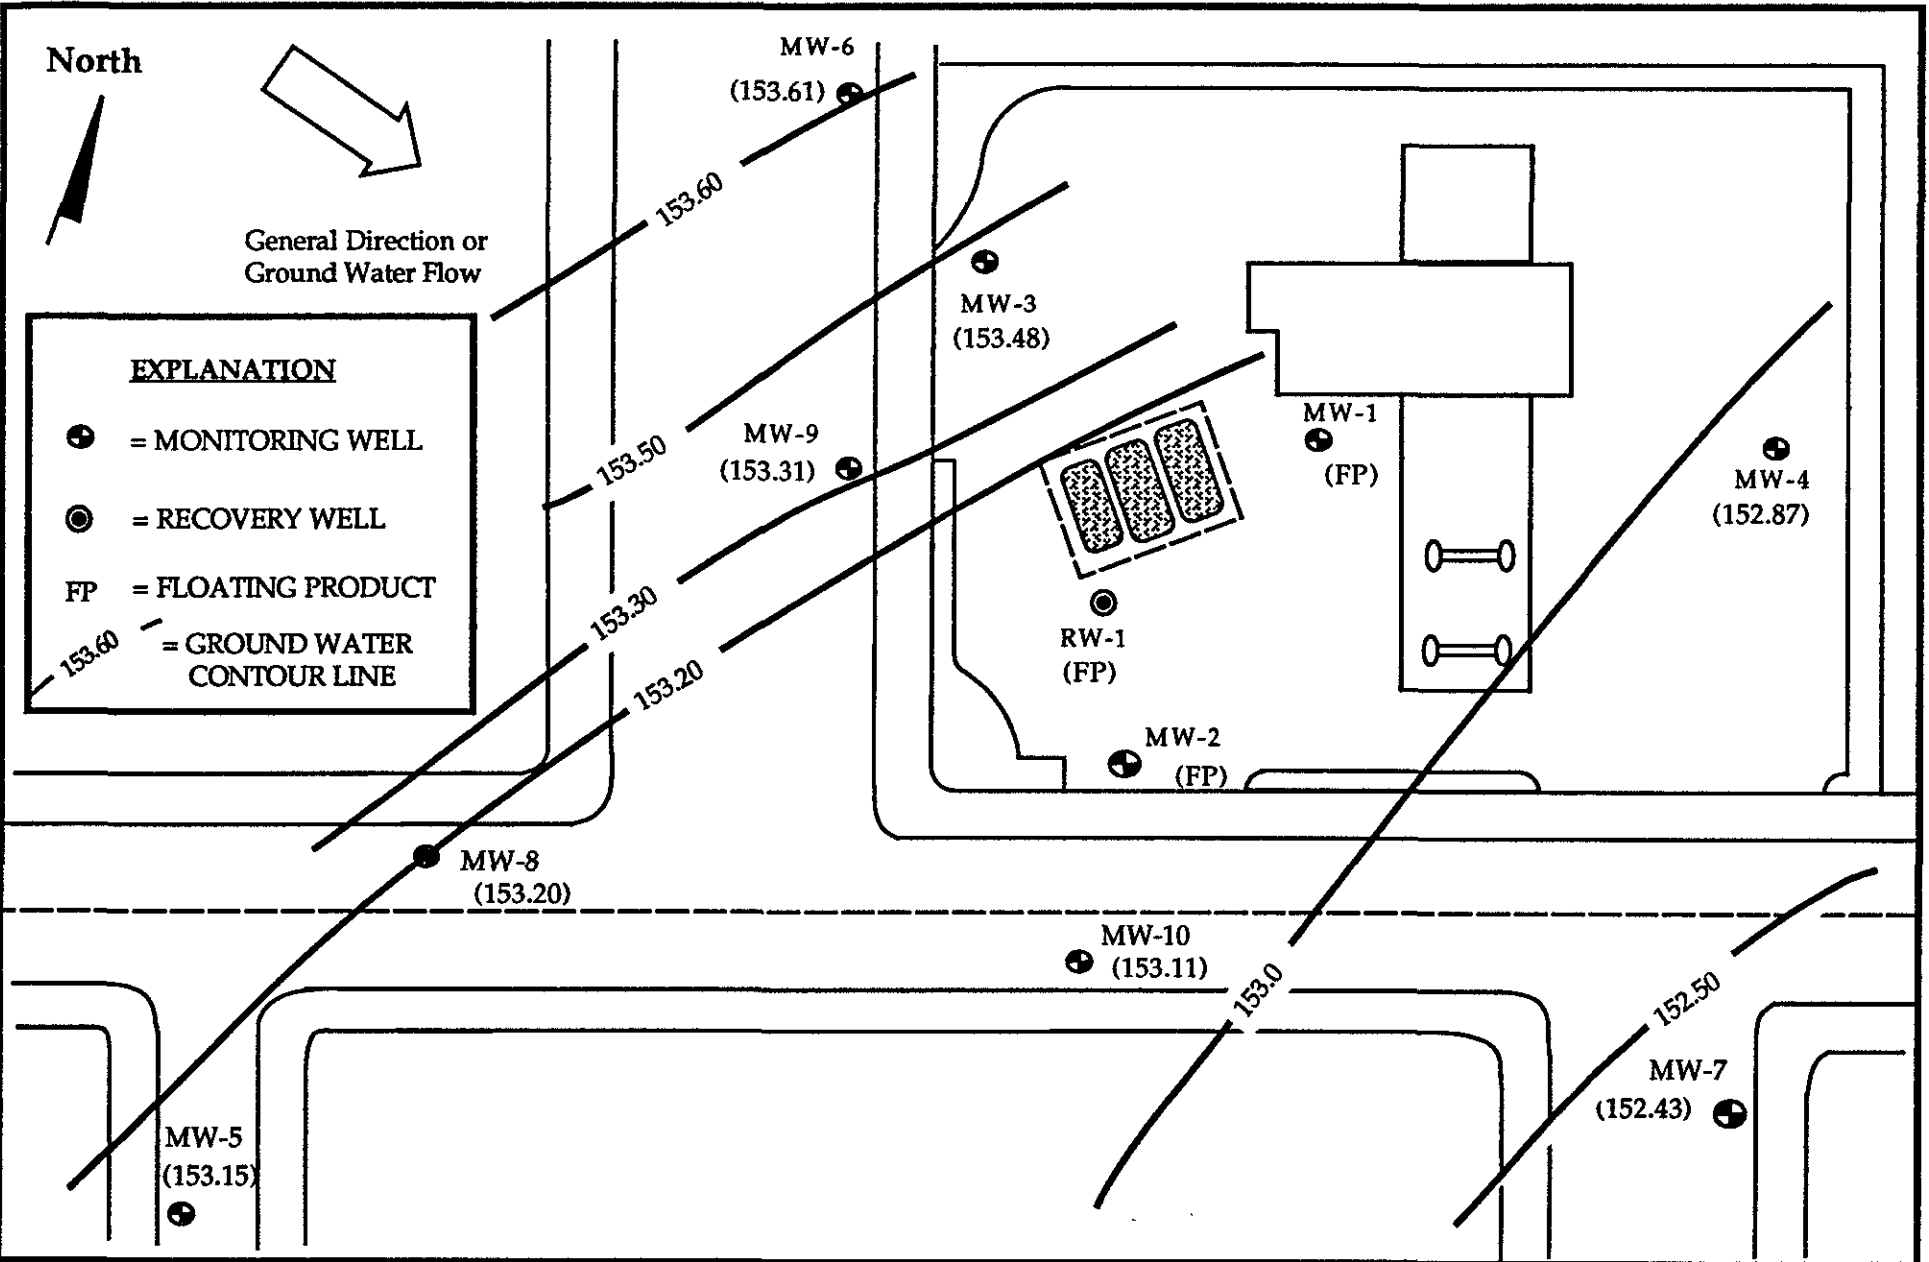 North
General Direction or
Ground Water Flow
EXPLANATION
= MONITORING WELL
= RECOVERY WELL
FP = FLOATING PRODUCT
153.60 = GROUND WATER
CONTOUR LINE
MW-6
(153.61)
153.60
MW-3
(153.48)
153.50
MW-9
(153.31)
153.30
153.20
MW-1
(FP)
MW-4
(152.87)
RW-1
(FP)
MW-2
(FP)
MW-8
(153.20)
MW-10
(153.11)
153.0
152.50
MW-7
(152.43)
MW-5
(153.15)